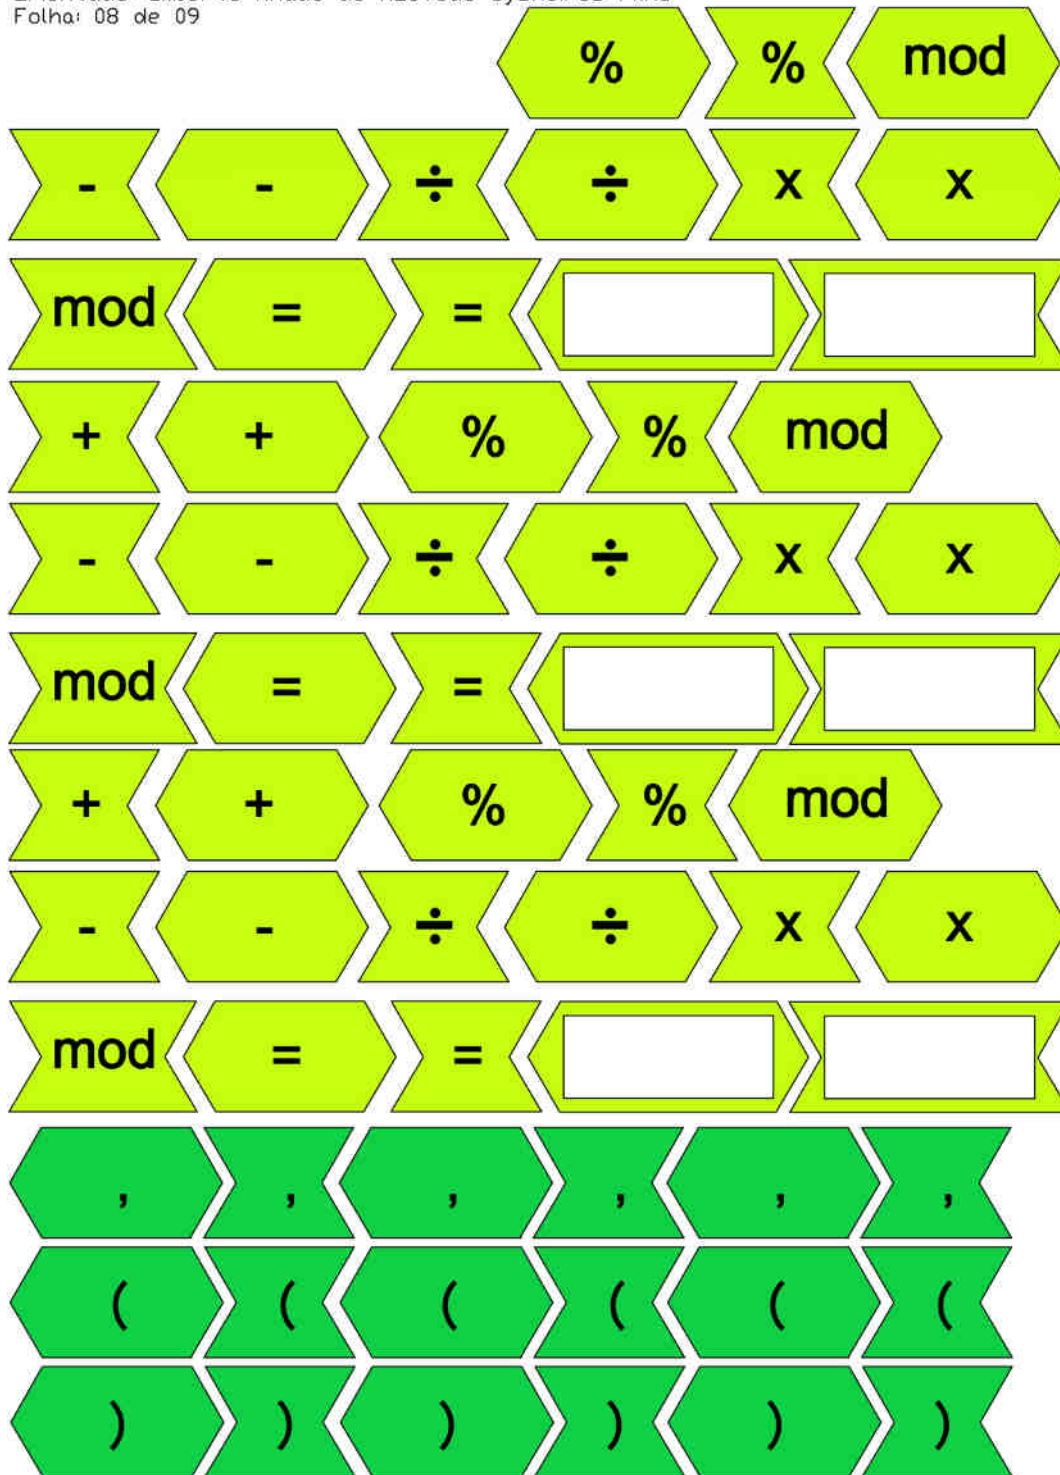 Folha: 08 de 09
% % mod
- - ÷ ÷ x x
mod = =
+ + % % mod
- - ÷ ÷ x x
mod = =
+ + % % mod
- - ÷ ÷ x x
mod = =
, , , , , ,
( ( ( ( ( (
) ) ) ) ) )